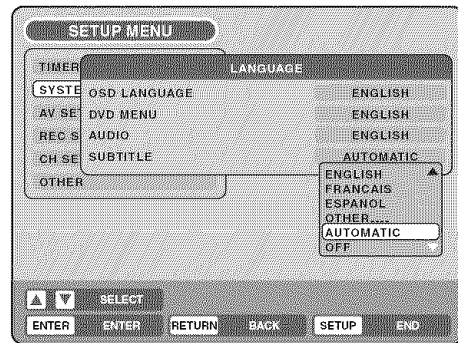 SETUP MENU
TIMER
LANGUAGE
SYSTE
OSD LANGUAGE ENGLISH
AV SE
DVD MENU ENGLISH
REC S
AUDIO ENGLISH
CH SE
SUBTITLE AUTOMATIC
OTHER
ENGLISH
FRANCAIS
ESPANOL
OTHER....
AUTOMATIC
OFF
SELECT
ENTER ENTER RETURN BACK SETUP END